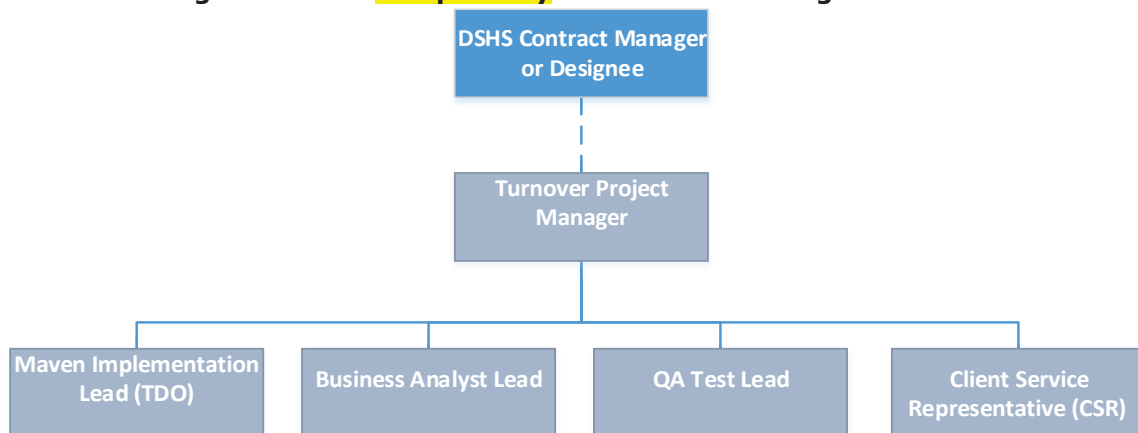 DSHS Contract Manager
or Designee
Turnover Project
Manager
Maven Implementation
Lead (TDO)
Business Analyst Lead
QA Test Lead
Client Service
Representative (CSR)